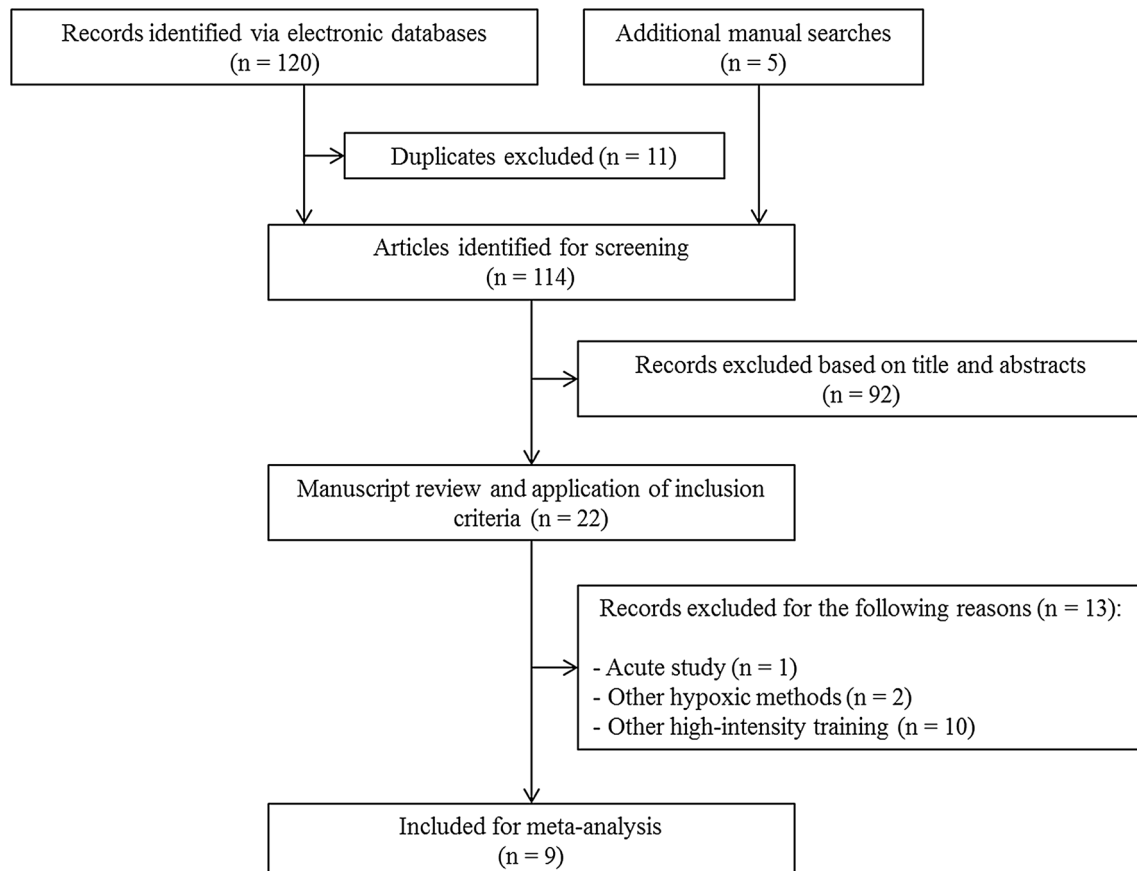 Records identified via electronic databases
(n = 120)
Additional manual searches
(n = 5)
Duplicates excluded (n = 11)
Articles identified for screening
(n = 114)
Records excluded based on title and abstracts
(n = 92)
Manuscript review and application of inclusion
criteria (n = 22)
Records excluded for the following reasons (n = 13):
- Acute study (n = 1)
- Other hypoxic methods (n = 2)
- Other high-intensity training (n = 10)
Included for meta-analysis
(n = 9)